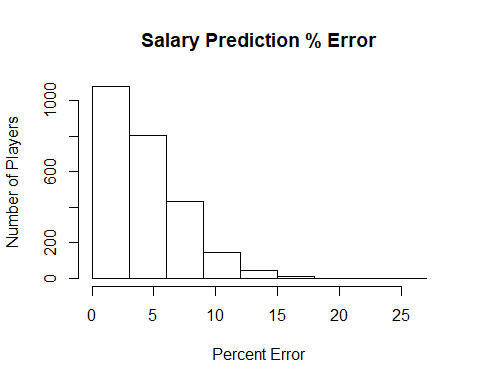 Salary Prediction % Error
Number of Players
1000
600
200
0
0 5 10 15 20 25
Percent Error